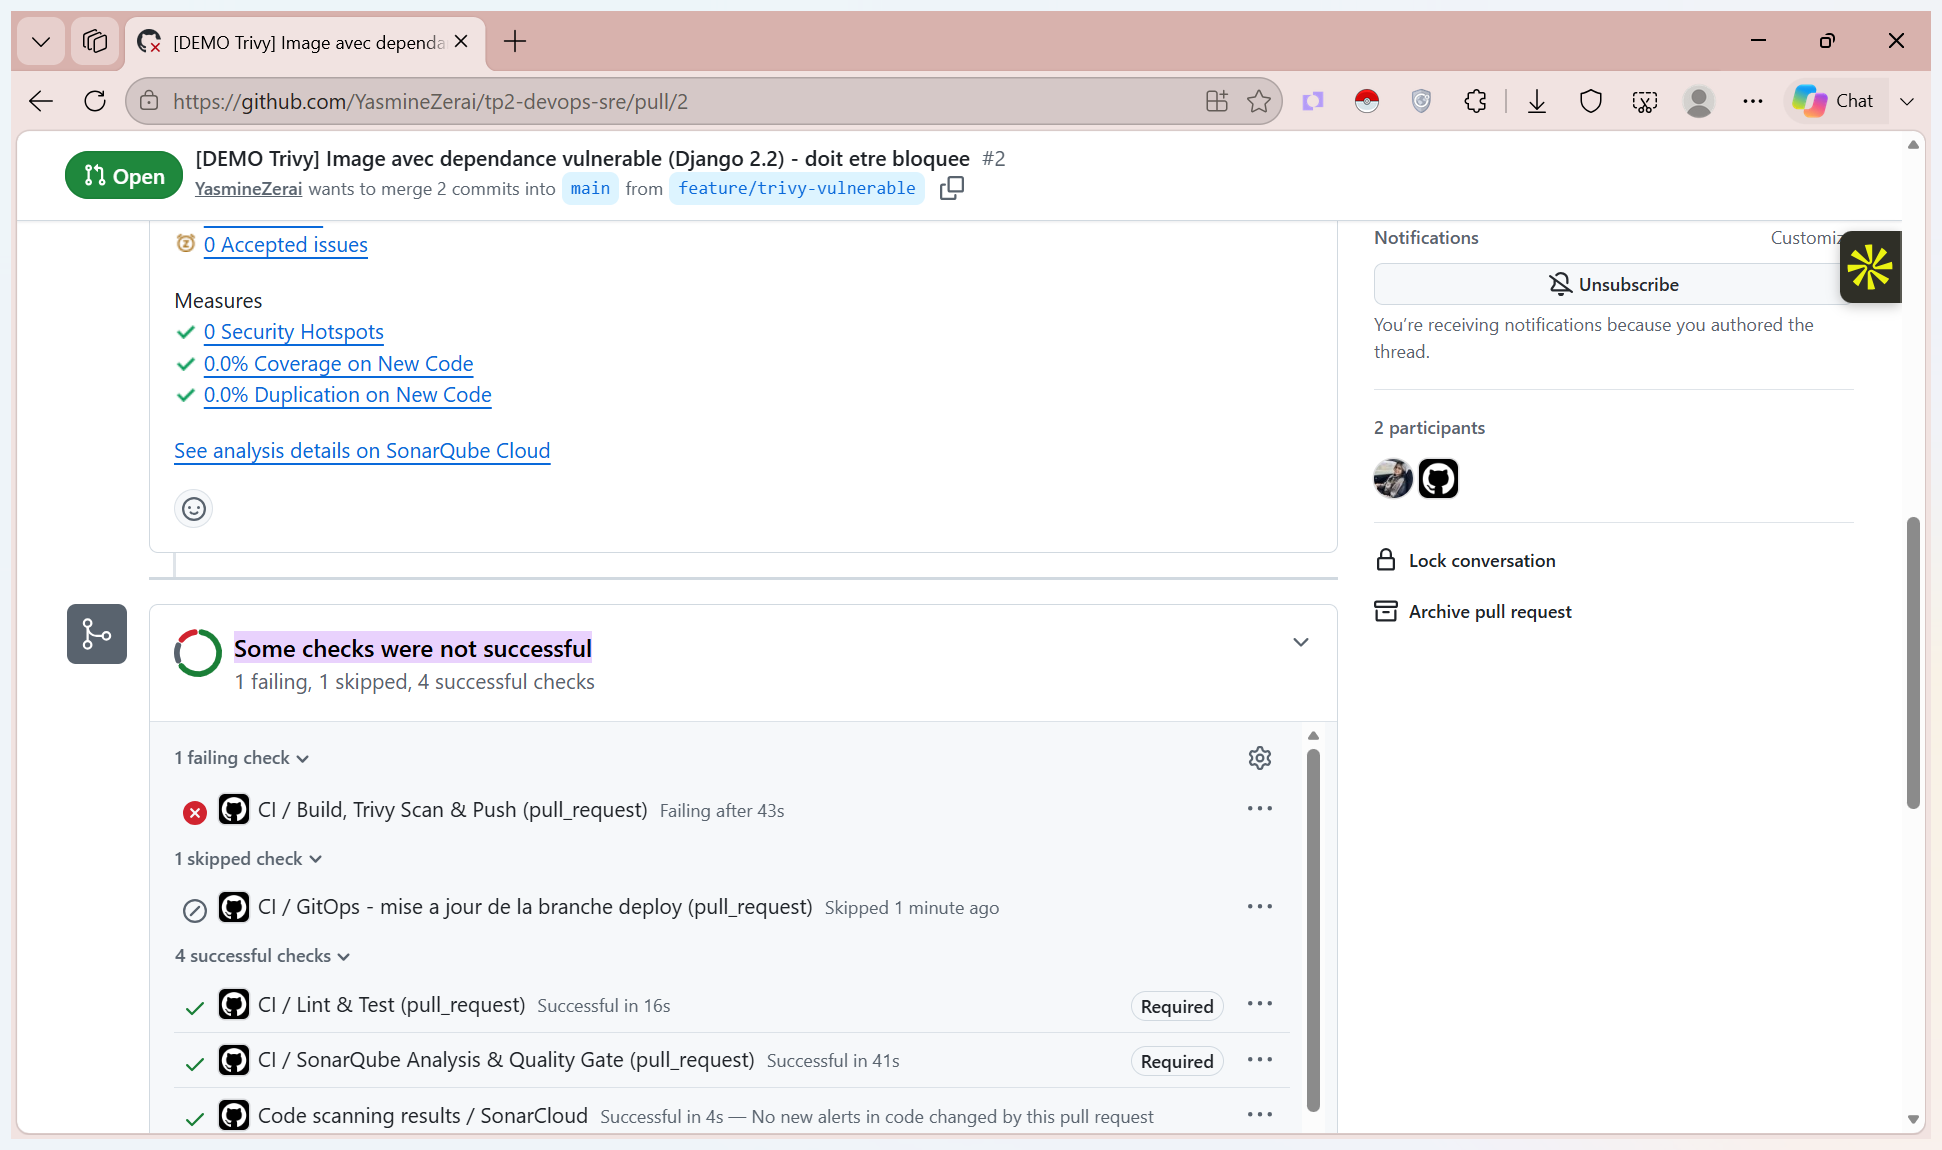 [DEMO Trivy] Image avec dependa
https://github.com/YasmineZerai/tp2-devops-sre/pull/2
Chat
Open
[DEMO Trivy] Image avec dependance vulnerable (Django 2.2) - doit etre bloquee #2
YasmineZerai wants to merge 2 commits into main from feature/trivy-vulnerable
0 Accepted issues
Measures
0 Security Hotspots
0.0% Coverage on New Code
0.0% Duplication on New Code
See analysis details on SonarQube Cloud
Notifications
Customiz
Unsubscribe
You're receiving notifications because you authored the
thread.
2 participants
Lock conversation
Archive pull request
Some checks were not successful
1 failing, 1 skipped, 4 successful checks
1 failing check
CI / Build, Trivy Scan & Push (pull_request) Failing after 43s
1 skipped check
CI / GitOps - mise a jour de la branche deploy (pull_request) Skipped 1 minute ago
4 successful checks
CI / Lint & Test (pull_request) Successful in 16s Required
CI / SonarQube Analysis & Quality Gate (pull_request) Successful in 41s Required
Code scanning results / SonarCloud Successful in 4s — No new alerts in code changed by this pull request